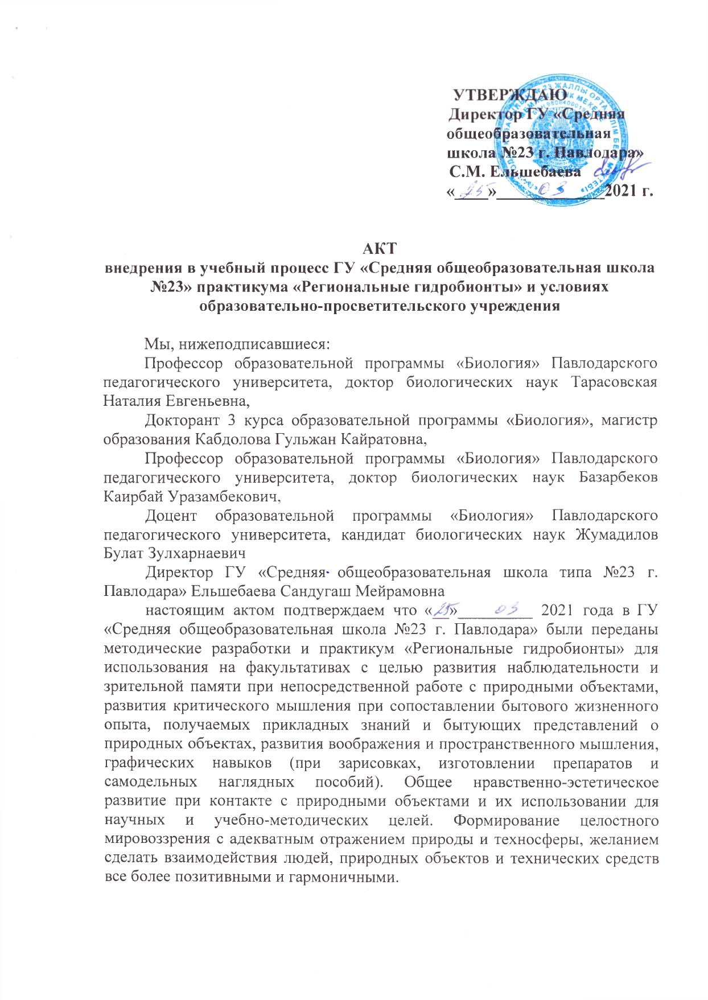 УТВЕРЖДАЮ
Директор ГУ «Средняя
общеобразовательная
школа №23 г. Павлодара»
С.М. Ельшебаева
«25» 03 2021 г.
АКТ
внедрения в учебный процесс ГУ «Средняя общеобразовательная школа
№23» практикума «Региональные гидробионты» и условиях
образовательно-просветительского учреждения
Мы, нижеподписавшиеся:
Профессор образовательной программы «Биология» Павлодарского
педагогического университета, доктор биологических наук Тарасовская
Наталия Евгеньевна,
Докторант 3 курса образовательной программы «Биология», магистр
образования Кабдолова Гульжан Кайратовна,
Профессор образовательной программы «Биология» Павлодарского
педагогического университета, доктор биологических наук Базарбеков
Каирбай Уразамбекович,
Доцент образовательной программы «Биология» Павлодарского
педагогического университета, кандидат биологических наук Жумадилов
Булат Зулхарнаевич
Директор ГУ «Средняя общеобразовательная школа типа №23 г.
Павлодара» Ельшебаева Сандугаш Мейрамовна
настоящим актом подтверждаем что «25» 03 2021 года в ГУ
«Средняя общеобразовательная школа №23 г. Павлодара» были переданы
методические разработки и практикум «Региональные гидробионты» для
использования на факультативах с целью развития наблюдательности и
зрительной памяти при непосредственной работе с природными объектами,
развития критического мышления при сопоставлении бытового жизненного
опыта, получаемых прикладных знаний и бытующих представлений о
природных объектах, развития воображения и пространственного мышления,
графических навыков (при зарисовках, изготовлении препаратов и
самодельных наглядных пособий). Общее нравственно-эстетическое
развитие при контакте с природными объектами и их использовании для
научных и учебно-методических целей. Формирование целостного
мировоззрения с адекватным отражением природы и техносферы, желанием
сделать взаимодействия людей, природных объектов и технических средств
все более позитивными и гармоничными.